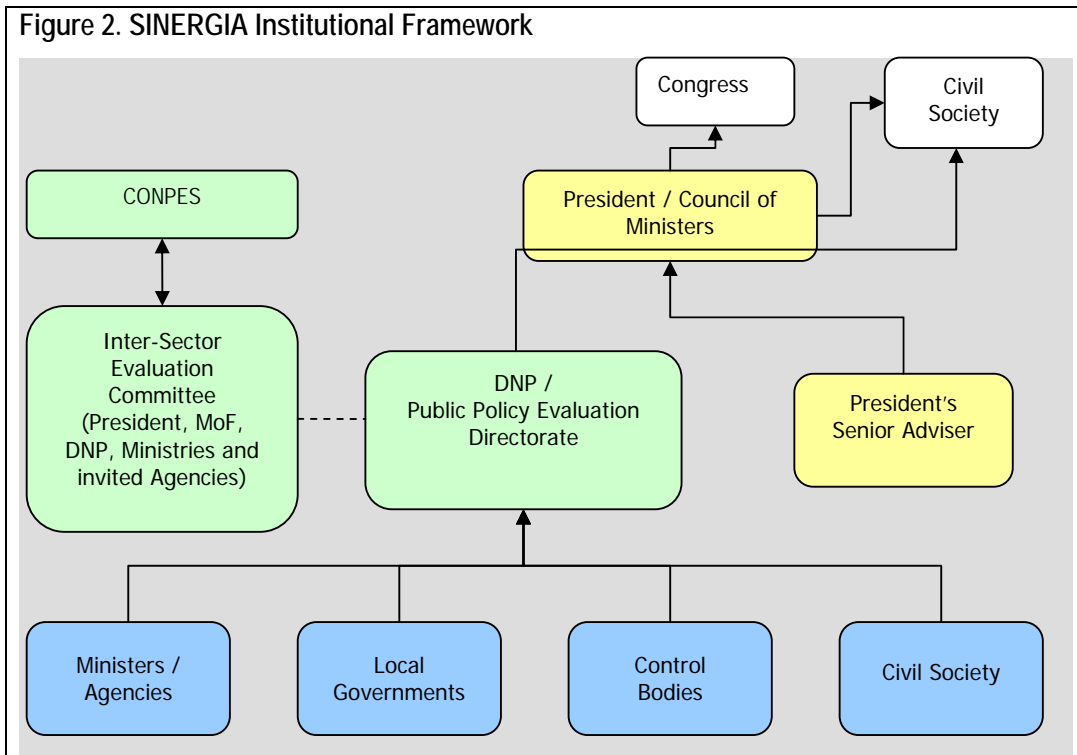 Figure 2. SINERGIA Institutional Framework
Congress
Civil
Society
CONPES
President / Council of
Ministers
Inter-Sector
Evaluation
Committee
(President, MoF,
DNP, Ministries and
invited Agencies)
DNP /
Public Policy Evaluation
Directorate
President's
Senior Adviser
Ministers /
Agencies
Local
Governments
Control
Bodies
Civil Society